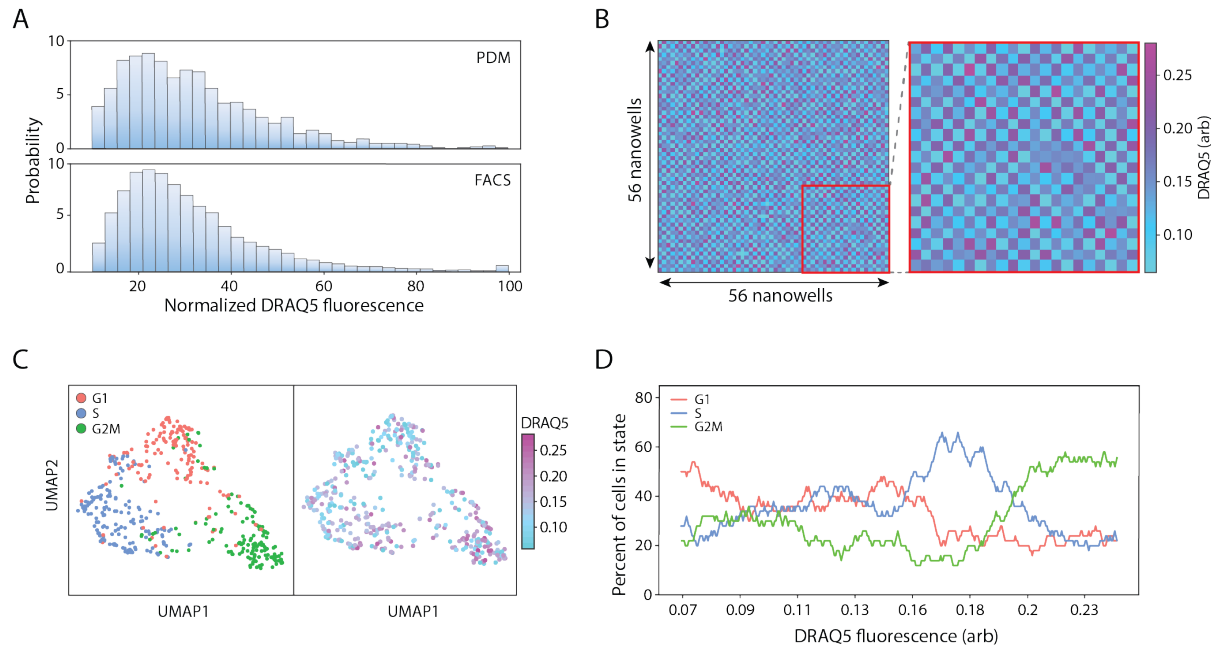 A
Probability
10
5
0
PDM
10
5
0
FACS
20
40
60
80
100
Normalized DRAQ5 fluorescence
B
56 nanowells
56 nanowells
0.25
0.20
0.15
0.10
DRAQ5 (arb)
C
UMAP2
G1
S
G2M
UMAP1
UMAP1
DRAQ5
0.25
0.20
0.15
0.10
D
Percent of cells in state
80
60
40
20
0
G1
S
G2M
0.07
0.09
0.11
0.13
0.16
0.18
0.2
0.23
DRAQ5 fluorescence (arb)